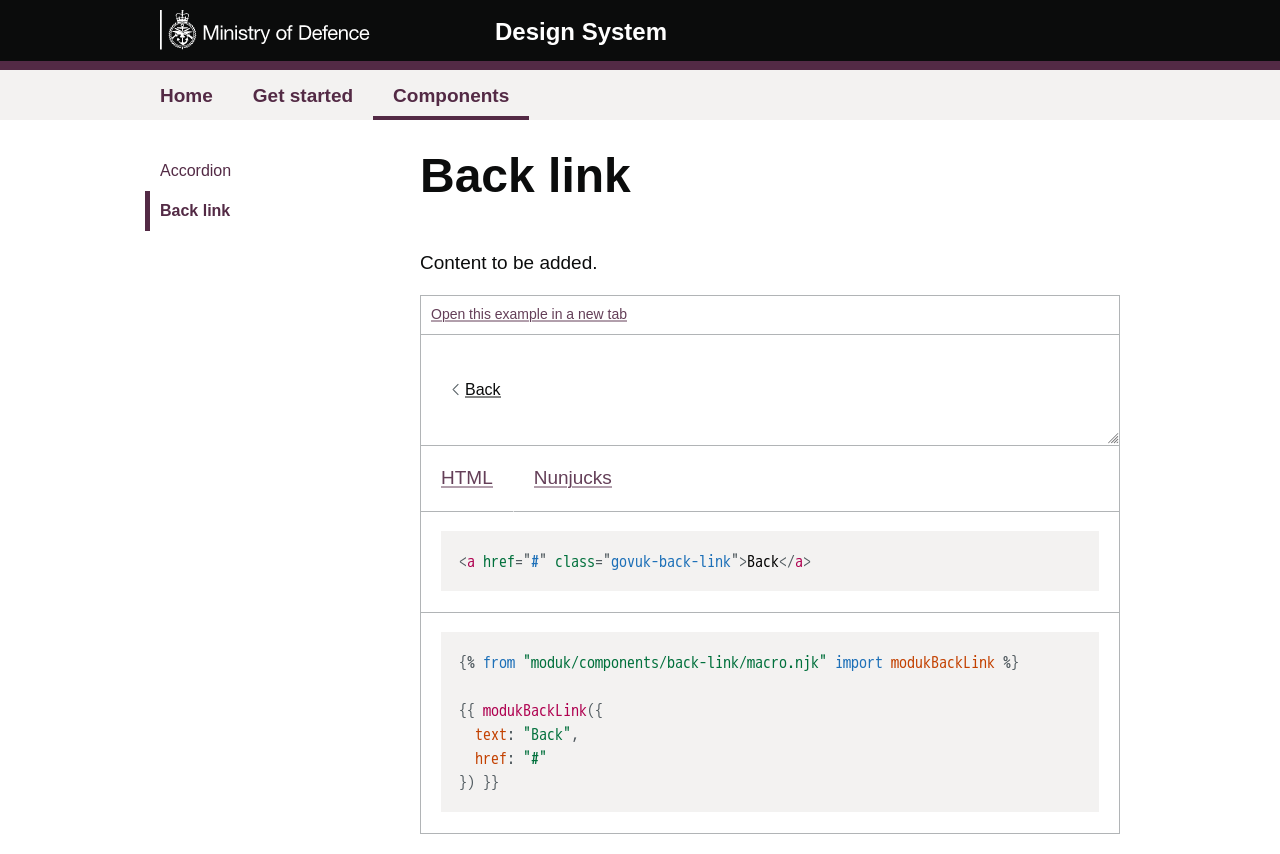 Ministry of Defence
Design System
Home
Get started
Components
Accordion
Back link
Back link
Content to be added.
Open this example in a new tab
Back
HTML
Nunjucks
<a href="#" class="govuk-back-link">Back</a>
{% from "moduk/components/back-link/macro.njk" import modukBackLink %}
{{ modukBackLink({
  text: "Back",
  href: "#"
}) }}